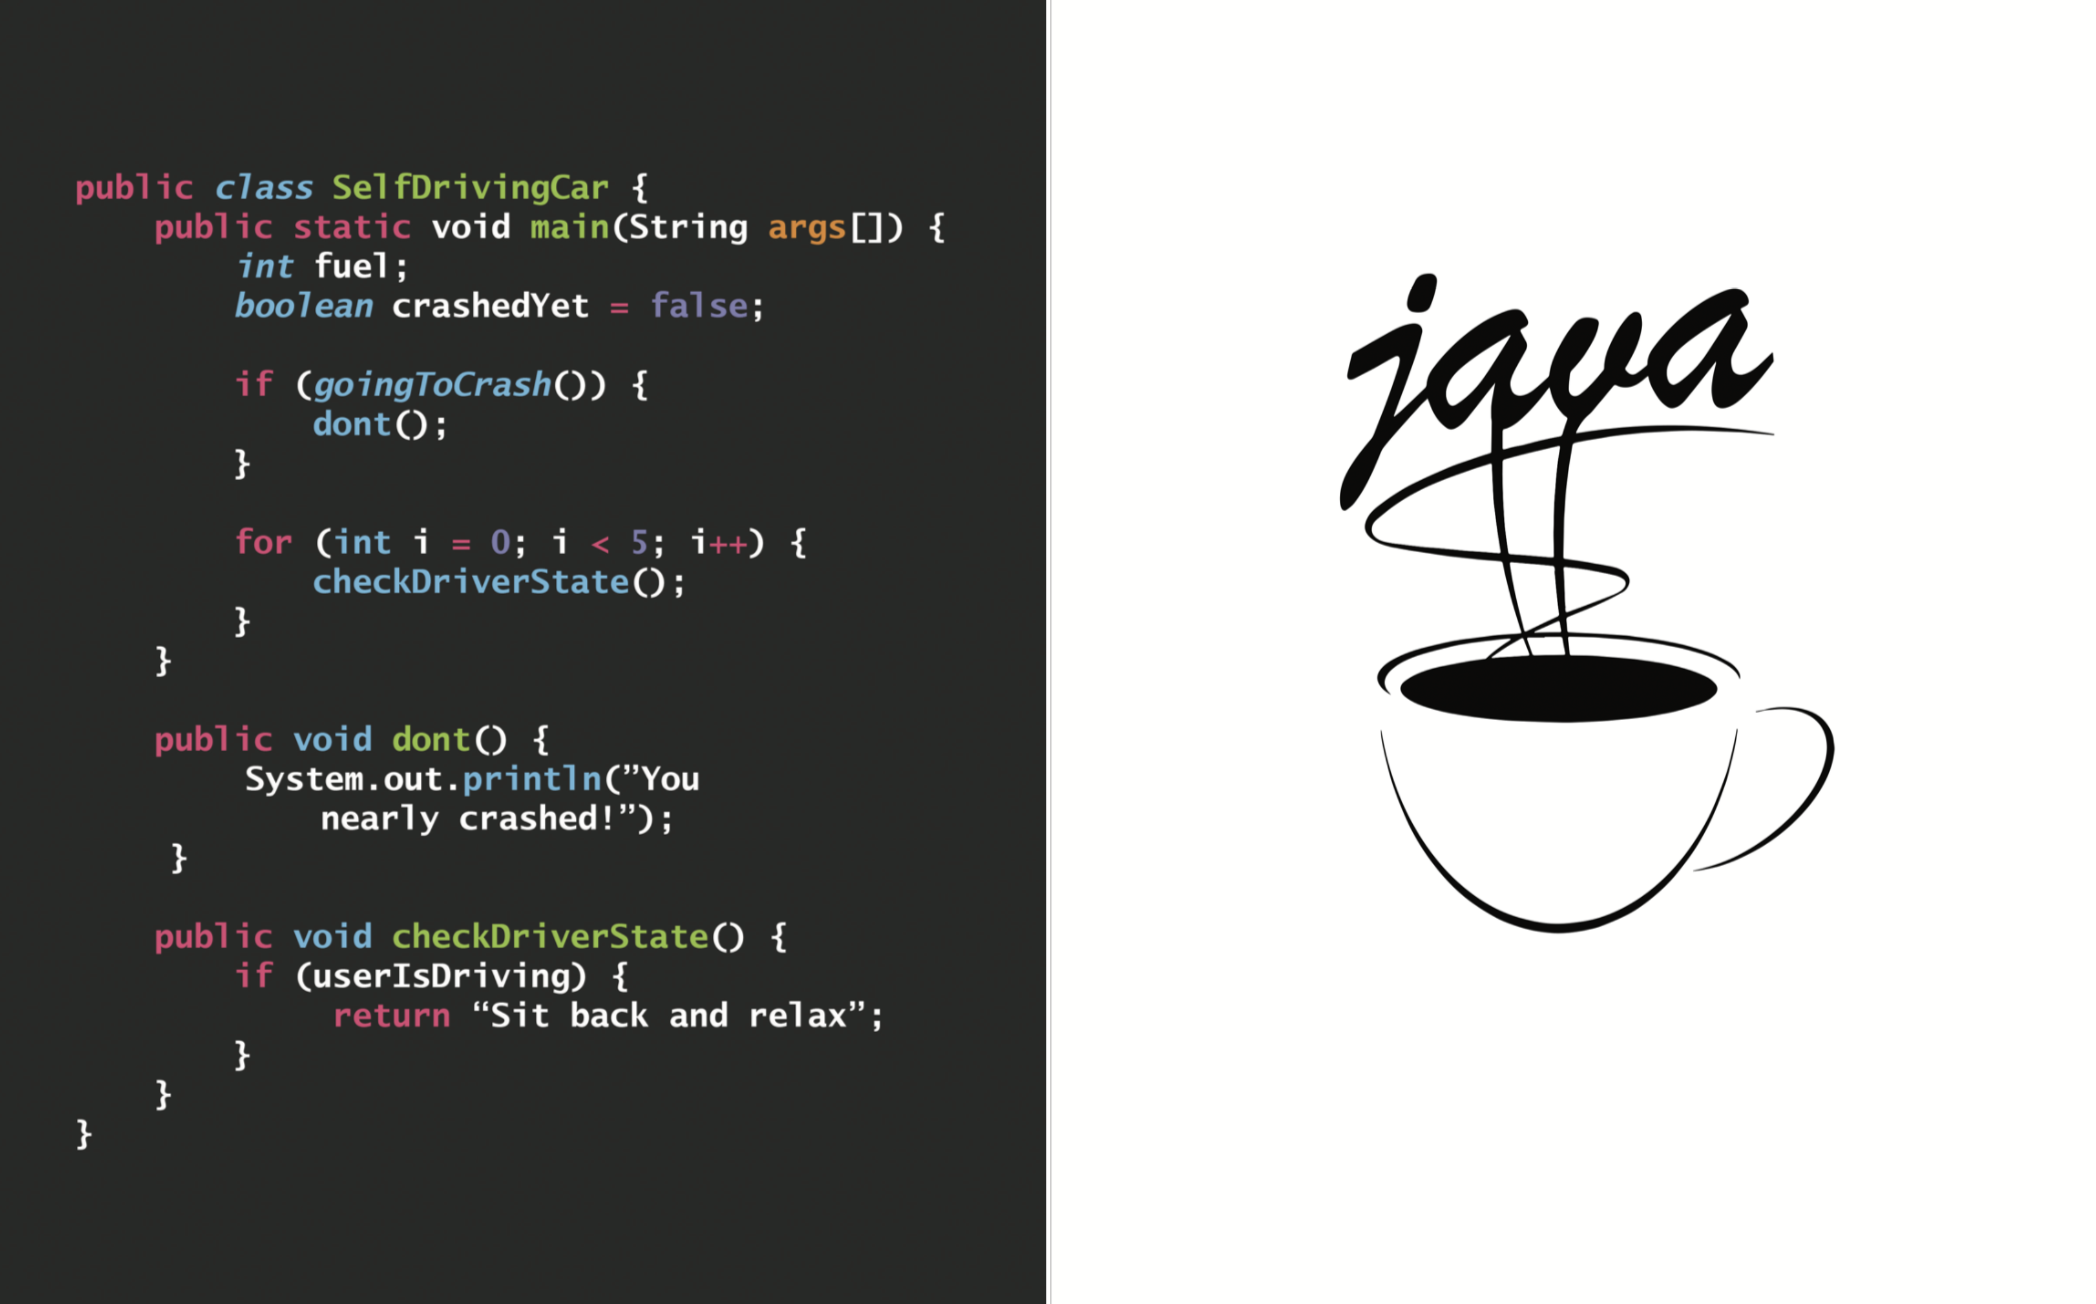 public class SelfDrivingCar {
    public static void main(String args[]) {
        int fuel;
        boolean crashedYet = false;

        if (goingToCrash()) {
            dont();
        }

        for (int i = 0; i < 5; i++) {
            checkDriverState();
        }
    }

    public void dont() {
        System.out.println(”You
            nearly crashed!”);
     }

    public void checkDriverState() {
        if (userIsDriving) {
             return “Sit back and relax”;
        }
    }
}
java